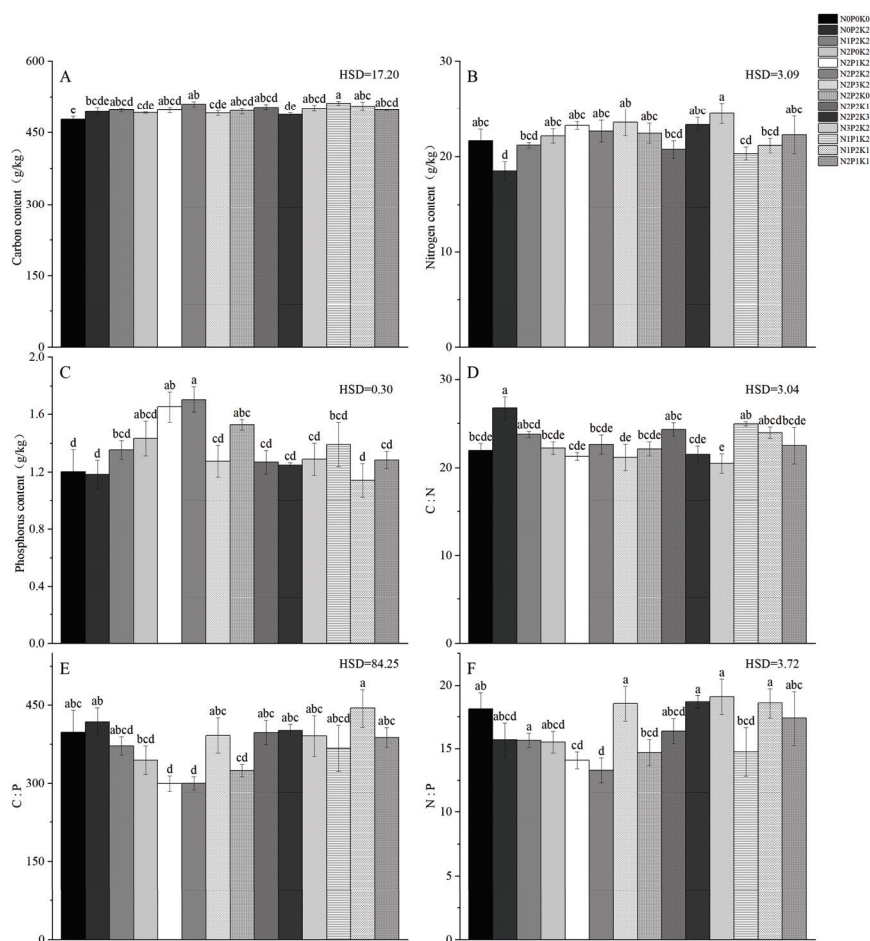 N0P0K0
N0P2K2
N1P2K2
N2P0K2
N2P1K2
N2P2K2
N2P3K2
N2P2K0
N2P2K1
N2P2K3
N3P2K2
N1P1K2
N1P2K1
N2P1K1
A
HSD=17.20
e bcde abcd cde abcd ab cde bcd abc de abcd a abc abcd
600
450
300
150
0
Carbon content（g/kg）
B
HSD=3.09
abc d bcd abc abc abc ab abc bcd abc a cd bcd abc
30
20
10
0
Nitrogen content（g/kg）
C
HSD=0.30
d d bcd abcd ab a cd abc cd cd cd bcd d cd
2.0
1.6
1.2
0.8
0.4
0.0
Phosphorus content（g/kg）
D
HSD=3.04
bcde a abcd bcde cde bcde de bcde abc cde e ab abcd bcde
30
20
10
0
C : N
E
HSD=84.25
abc ab abcd bcd d d abc cd abc abc abc abcd a abc
450
300
150
0
C : P
F
HSD=3.72
ab abcd a abcd cd d a bcd abcd a a bcd a abc
20
15
10
5
0
N : P